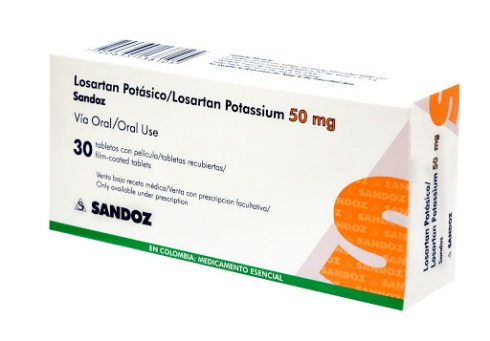 Losartan Potásico/Losartan Potassium 50 mg
Sandoz
Vía Oral/Oral Use
30 tabletas con película/tabletas recubiertas/
film-coated tablets
Venta bajo receta médica/Venta con prescripción facultativa/
Only available under prescription
SANDOZ
EN COLOMBIA: MEDICAMENTO ESENCIAL
Losartan Potásico/
Losartan Potassium 50 mg
Sandoz
SANDOZ